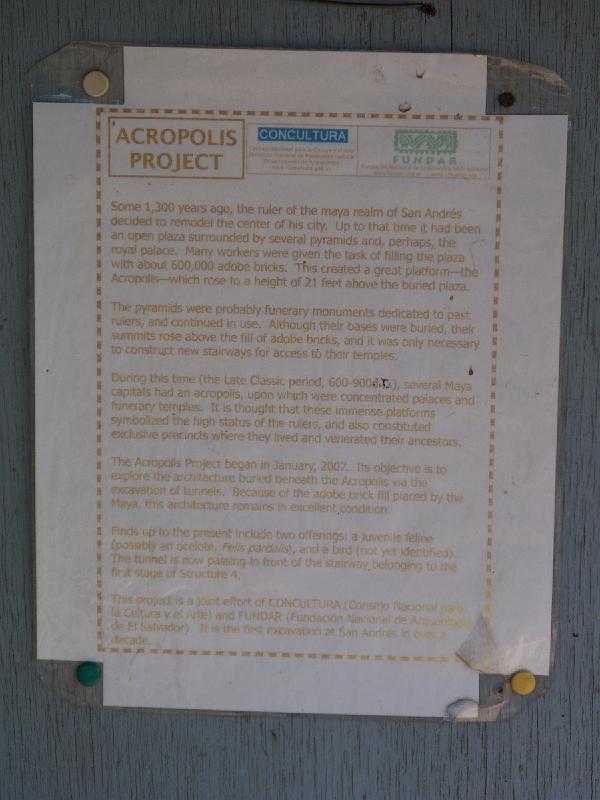 ACROPOLIS
PROJECT
CONCULTURA
Consejo Nacional para la Cultura y el Arte
FUNDAR
Some 1,300 years ago, the ruler of the maya realm of San Andrés
decided to remodel the center of his city. Up to that time it had been
an open plaza surrounded by several pyramids and, perhaps, the
royal palace. Many workers were given the task of filling the plaza
with about 600,000 adobe bricks. This created a great platform—the
Acropolis—which rose to a height of 21 feet above the buried plaza.
The pyramids were probably funerary monuments dedicated to past
rulers, and continued in use. Although their bases were buried, their
summits rose above the fill of adobe bricks, and it was only necessary
to construct new stairways for access to their temples.
During this time (the Late Classic period, 600-900 ), several Maya
capitals had an acropolis, upon which were concentrated palaces and
funerary temples. It is thought that these immense platforms
symbolized the high status of the rulers, and also constituted
exclusive precincts where they lived and venerated their ancestors.
The Acropolis Project began in January, 2007. Its objective is to
explore the architecture buried beneath the Acropolis via the
excavation of tunnels. Because of the adobe brick fill placed by the
Maya, this architecture remains in excellent condition.
Finds up to the present include two offerings: a juvenile feline
(possibly an ocelote, Felis pardalis), and a bird (not yet identified).
The tunnel is now passing in front of the stairway belonging to the
first stage of Structure 4.
This project is a joint effort of CONCULTURA (Consejo Nacional para
la Cultura y el Arte) and FUNDAR (Fundación Nacional de Arqueología
de El Salvador). It is the first excavation at San Andrés in over a
decade.